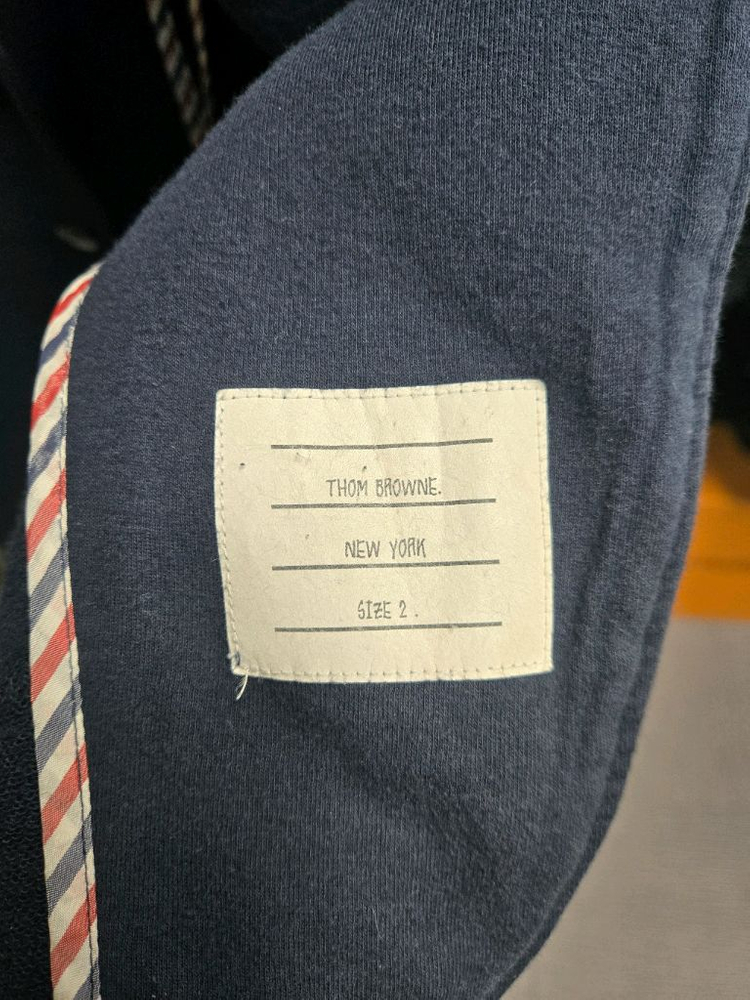 THOM BROWNE.
NEW YORK
SIZE 2 .